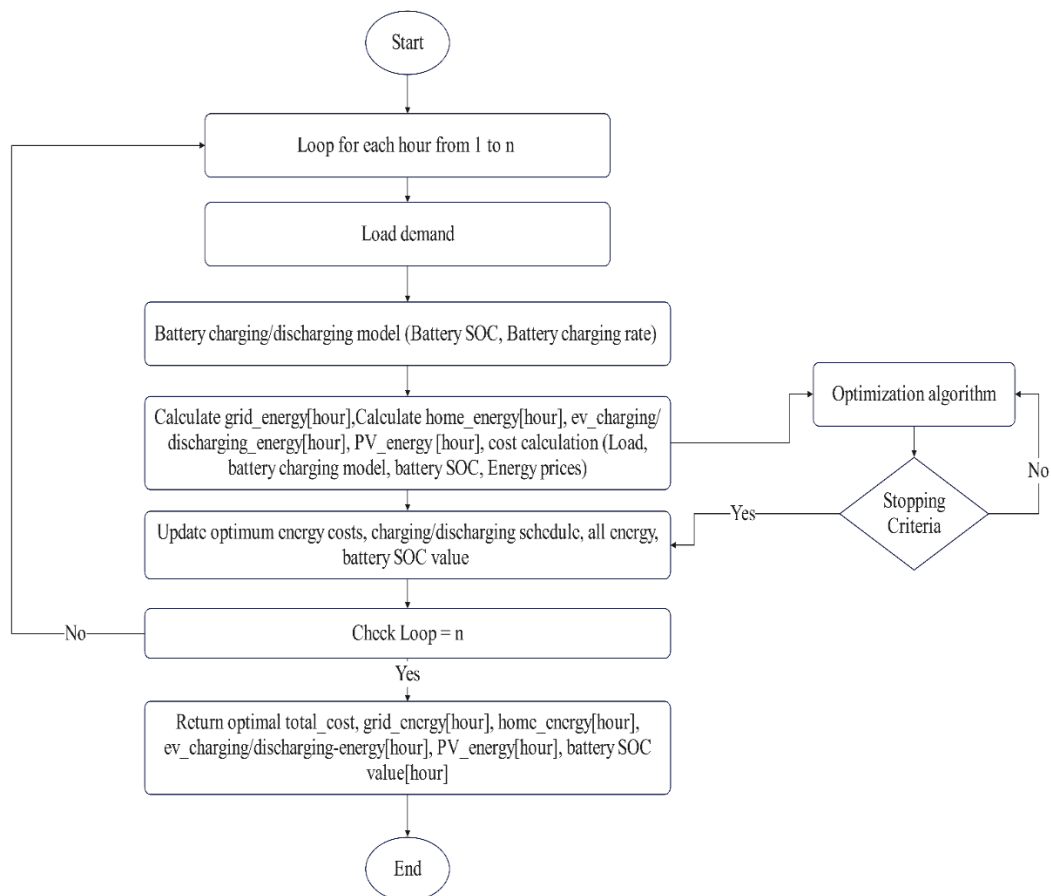 Start
Loop for each hour from 1 to n
Load demand
Battery charging/discharging model (Battery SOC, Battery charging rate)
Calculate grid_energy[hour],Calculate home_energy[hour], ev_charging/
discharging_energy[hour], PV_energy [hour], cost calculation (Load,
battery charging model, battery SOC, Energy prices)
Optimization algorithm
Stopping
Criteria
No
Yes
Update optimum energy costs, charging/discharging schedule, all energy,
battery SOC value
Check Loop = n
No
Yes
Return optimal total_cost, grid_energy[hour], home_energy[hour],
ev_charging/discharging-energy[hour], PV_energy[hour], battery SOC
value[hour]
End